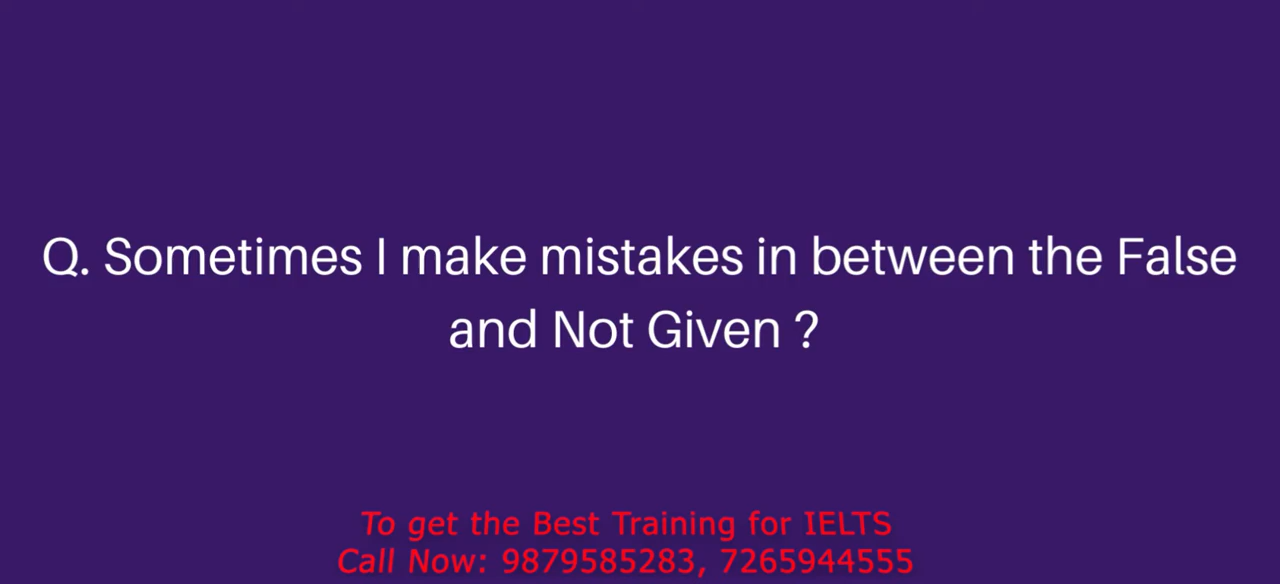 Q. Sometimes I make mistakes in between the False
and Not Given ?
To get the Best Training for IELTS
Call Now: 9879585283, 7265944555